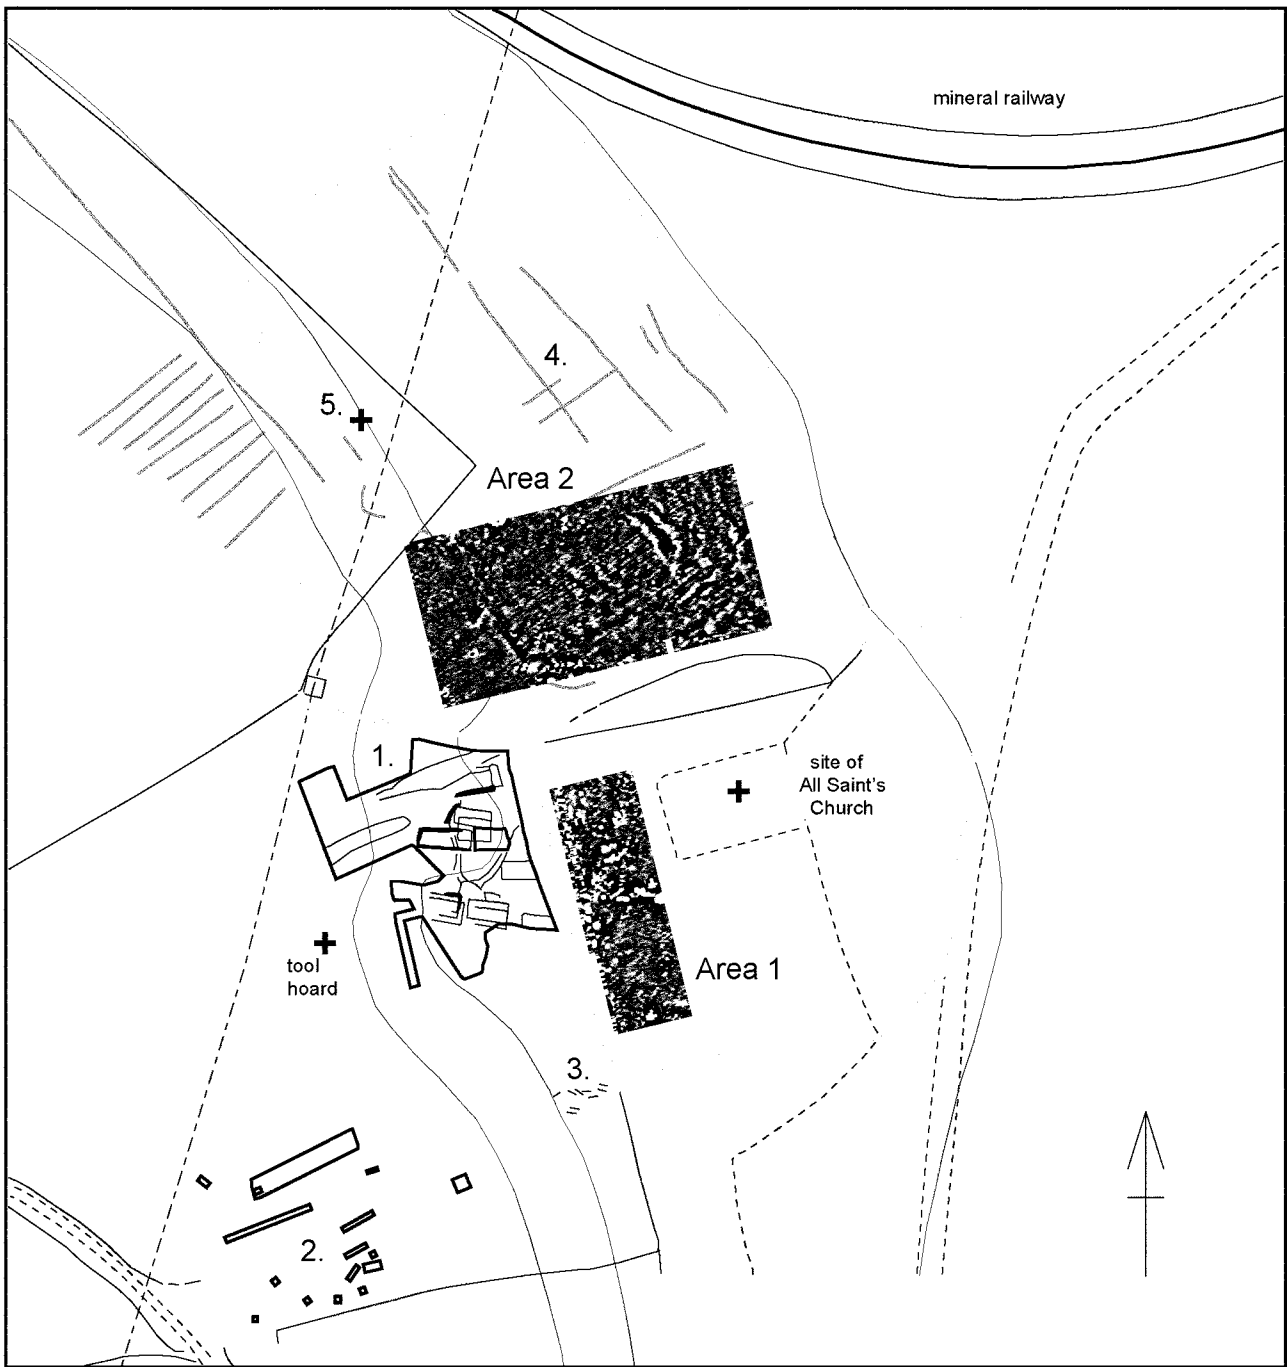 mineral railway
4.
5.
Area 2
1.
site of
All Saint's
Church
tool
hoard
Area 1
3.
2.